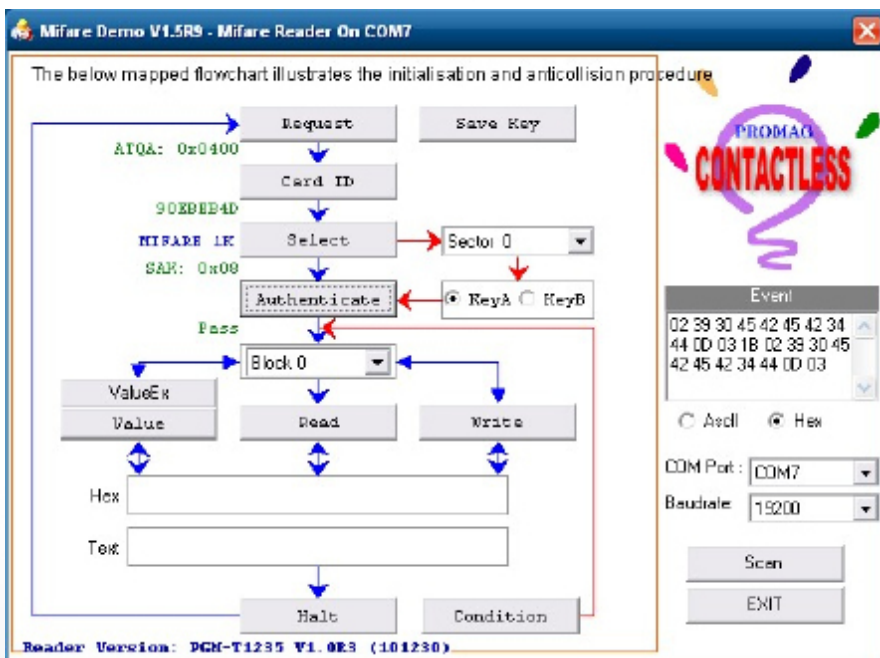 Mifare Demo V1.5R9 - Mifare Reader On COM7
The below mapped flowchart illustrates the initialisation and anticollision procedure
Request
Save Key
ATQA: 0x0400
Card ID
90EBEB4D
MIFARE 1K
Select
Sector 0
SAK: 0x08
Authenticate
KeyA
KeyB
Pass
Block 0
ValueEx
Value
Read
Write
Hex
Text
Halt
Condition
Reader Version: PGM-T1235 V1.0R3 (101230)
PROMAG
CONTACTLESS
Event
02 39 30 45 42 45 42 34
44 0D 03 1B 02 39 30 45
42 45 42 34 44 0D 03
AscII
Hex
COM Port :
COM7
Baudrate:
19200
Scan
EXIT